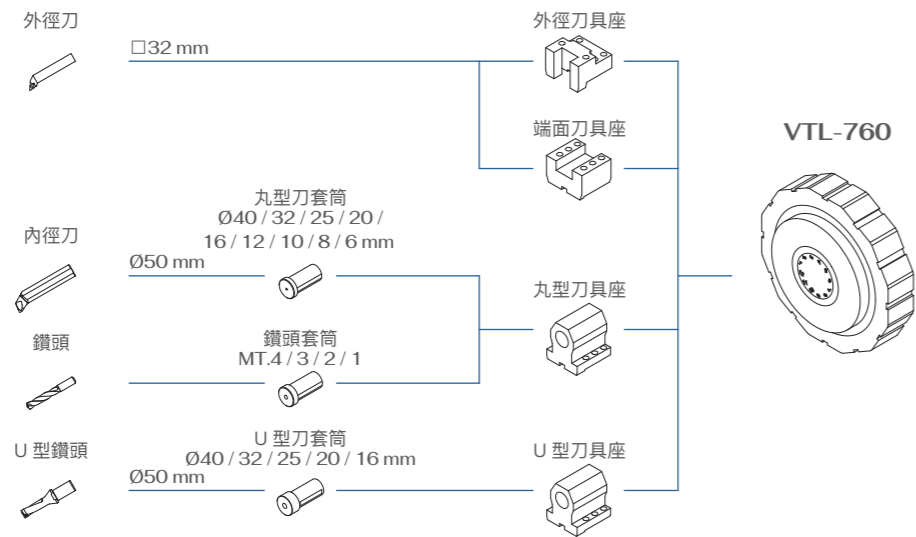 外徑刀
□32 mm
外徑刀具座
端面刀具座
VTL-760
內徑刀
Ø50 mm
丸型刀套筒
Ø40 / 32 / 25 / 20 /
16 / 12 / 10 / 8 / 6 mm
丸型刀具座
鑽頭
鑽頭套筒
MT.4 / 3 / 2 / 1
U 型鑽頭
Ø50 mm
U 型刀套筒
Ø40 / 32 / 25 / 20 / 16 mm
U 型刀具座